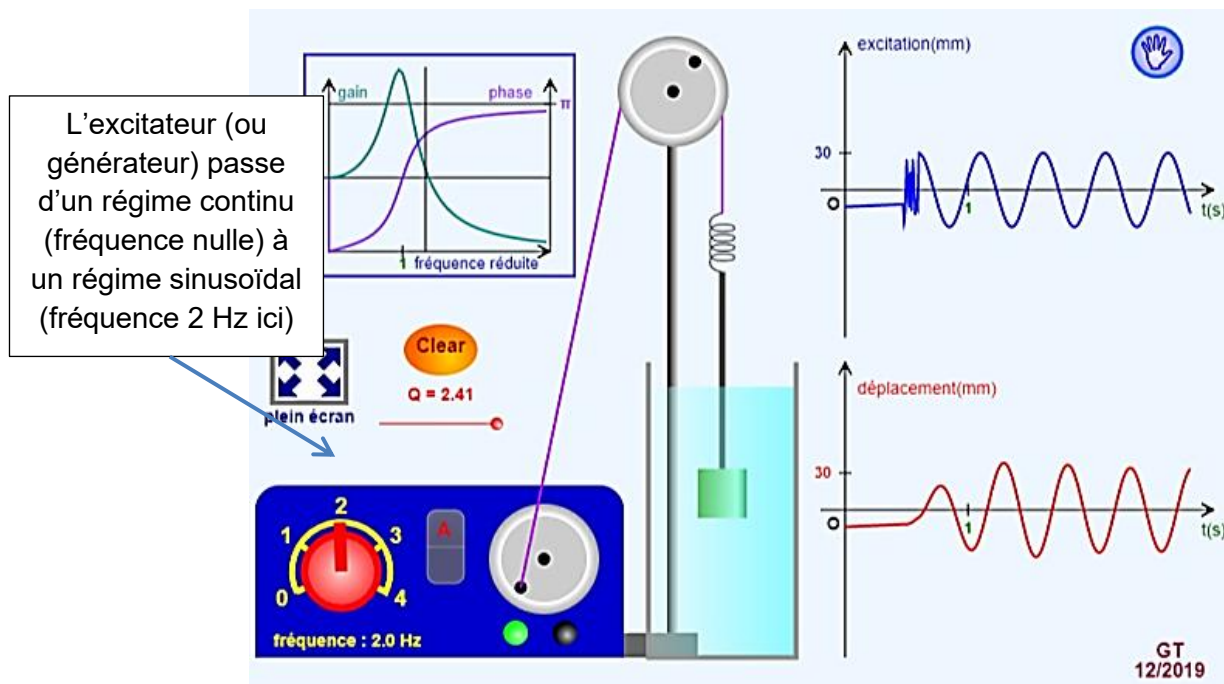 L'excitateur (ou
générateur) passe
d'un régime continu
(fréquence nulle) à
un régime sinusoïdal
(fréquence 2 Hz ici)
gain
phase
π
1 fréquence réduite
plein écran
Clear
Q = 2.41
0
1
2
3
4
A
fréquence : 2.0 Hz
excitation(mm)
30
O
1
t(s)
déplacement(mm)
30
O
1
t(s)
GT
12/2019